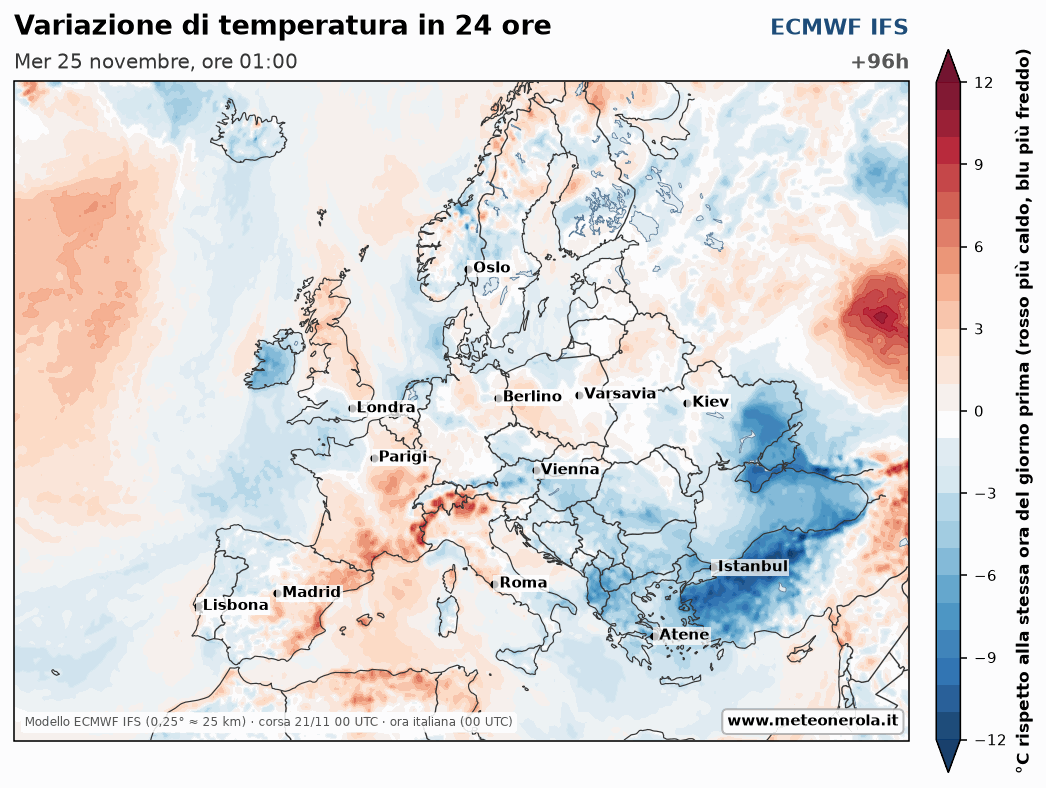 Variazione di temperatura in 24 ore
ECMWF IFS
Mer 25 novembre, ore 01:00
+96h
12
9
6
3
0
−3
−6
−9
−12
°C rispetto alla stessa ora del giorno prima (rosso più caldo, blu più freddo)
Oslo
Londra
Berlino
Varsavia
Kiev
Parigi
Vienna
Istanbul
Roma
Madrid
Lisbona
Atene
Modello ECMWF IFS (0,25° ≈ 25 km) · corsa 21/11 00 UTC · ora italiana (00 UTC)
www.meteonerola.it